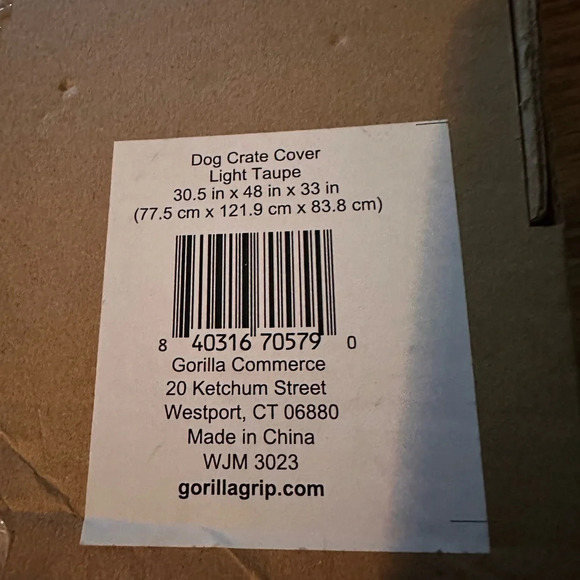 Dog Crate Cover
Light Taupe
30.5 in x 48 in x 33 in
(77.5 cm x 121.9 cm x 83.8 cm)
8 40316 70579 0
Gorilla Commerce
20 Ketchum Street
Westport, CT 06880
Made in China
WJM 3023
gorillagrip.com